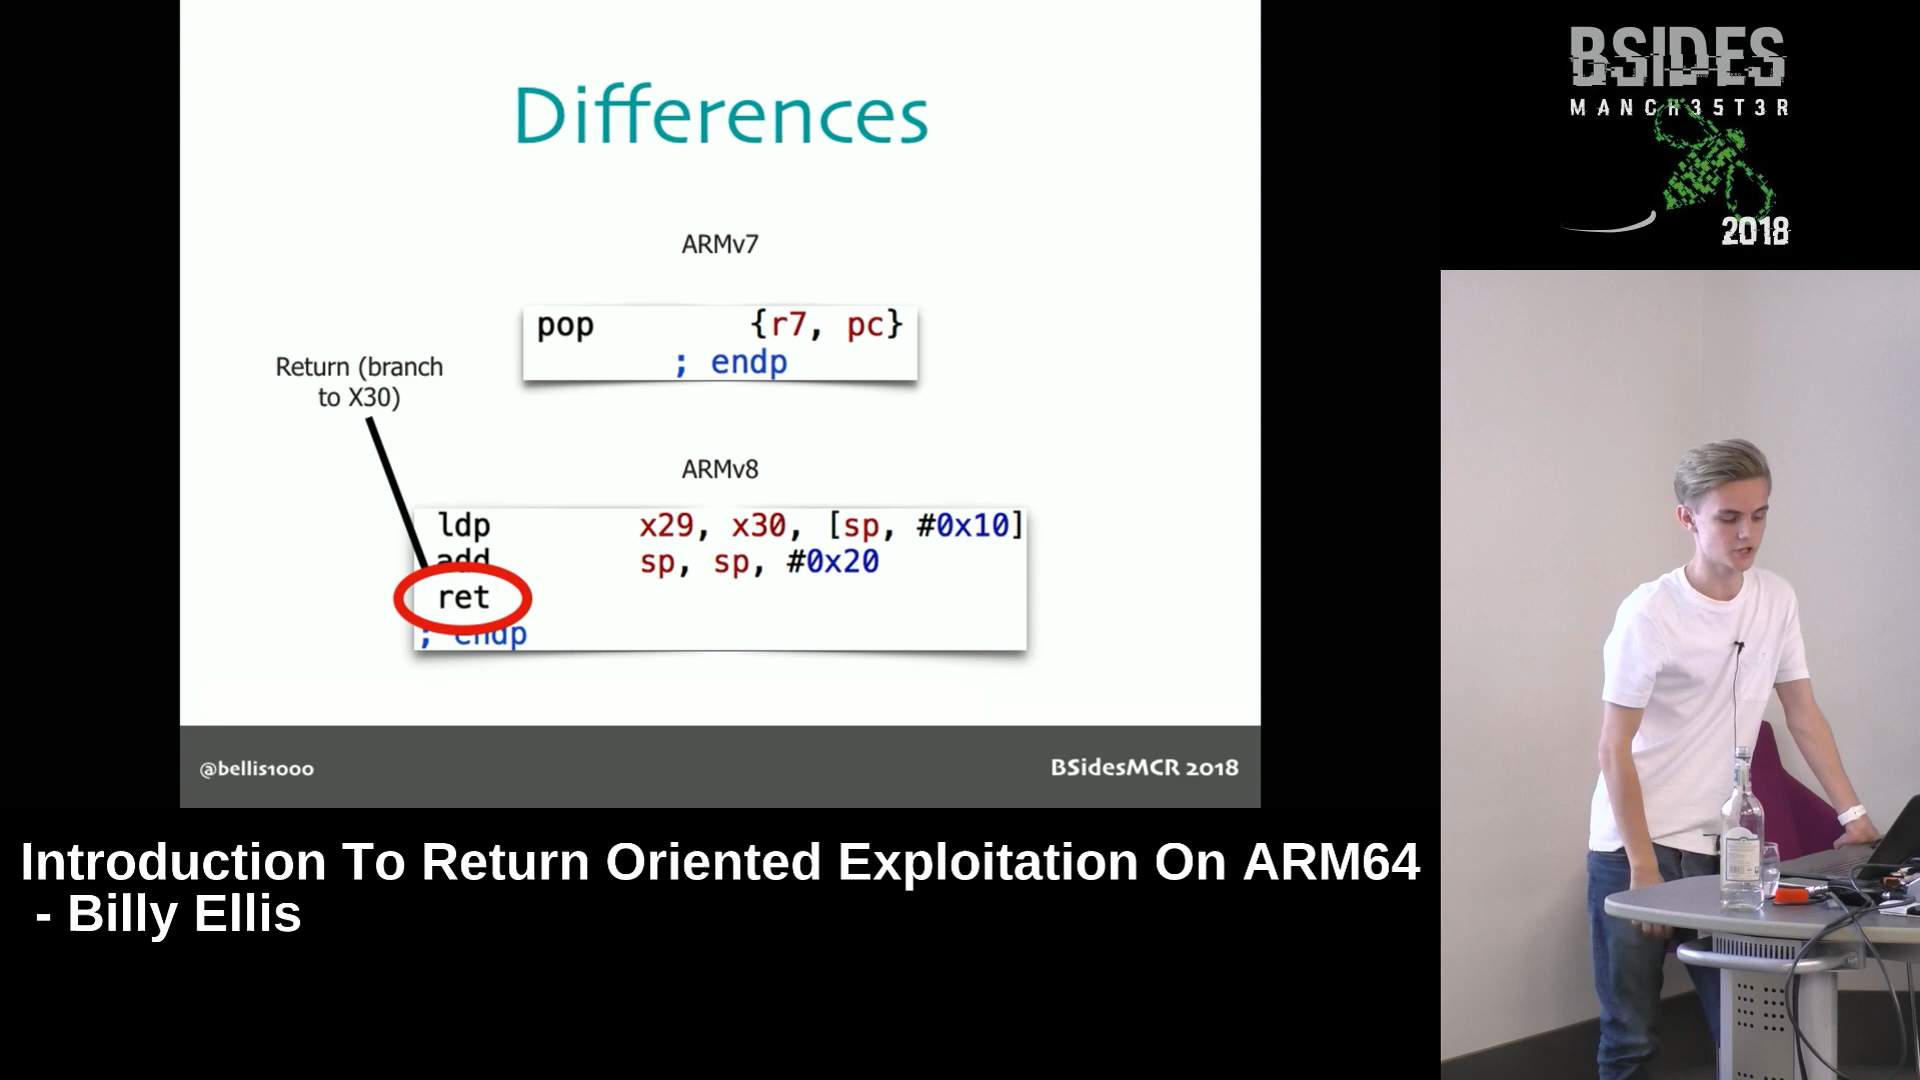 Differences
ARMv7
pop {r7, pc}
; endp
Return (branch
to X30)
ARMv8
ldp x29, x30, [sp, #0x10]
add sp, sp, #0x20
ret
; endp
@bellis1000
BSidesMCR 2018
BSIDES
MANCH35T3R
2018
Introduction To Return Oriented Exploitation On ARM64
- Billy Ellis